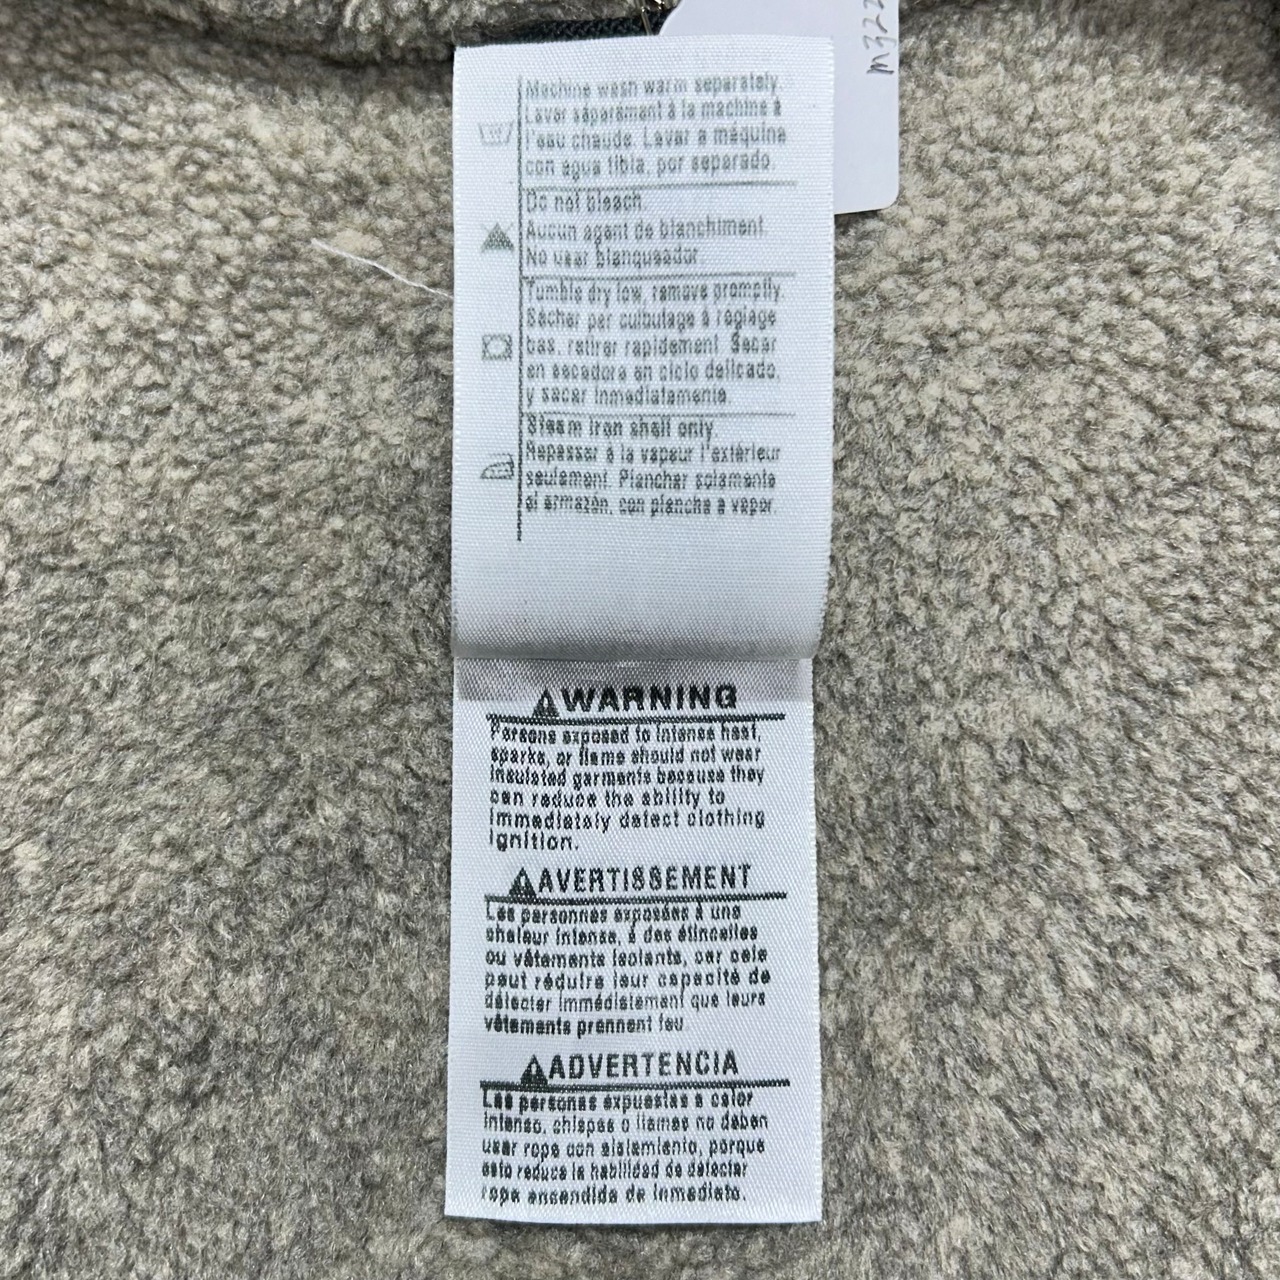 m322
Machine wash warm separately.
Laver séparément à la machine à
l'eau chaude. Lavar a máquina
con agua tibia, por separado.
Do not bleach.
Aucun agent de blanchiment.
No usar blanqueador.
Tumble dry low, remove promptly.
Sécher par culbutage à réglage
bas, retirer rapidement. Secar
en secadora en ciclo delicado,
y sacar inmediatamente.
Steam iron shell only.
Repasser à la vapeur l'extérieur
seulement. Planchar solamente
el armazón, con plancha a vapor.
WARNING
Persons exposed to intense heat,
sparks, or flame should not wear
insulated garments because they
can reduce the ability to
immediately detect clothing
ignition.
AVERTISSEMENT
Les personnes exposées à une
chaleur intense, à des étincelles
ou vêtements isolants, car cela
peut réduire leur capacité de
détecter immédiatement que leurs
vêtements prennent feu.
ADVERTENCIA
Las personas expuestas a calor
intenso, chispas o llamas no deben
usar ropa con aislamiento, porque
esto reduce la habilidad de detectar
ropa encendida de inmediato.